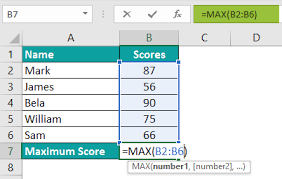 B7 fx =MAX(B2:B6)
A B C D
1 Name Scores
2 Mark 87
3 James 56
4 Bela 90
5 William 75
6 Sam 66
7 Maximum Score =MAX(B2:B6)
MAX(number1, [number2], ...)